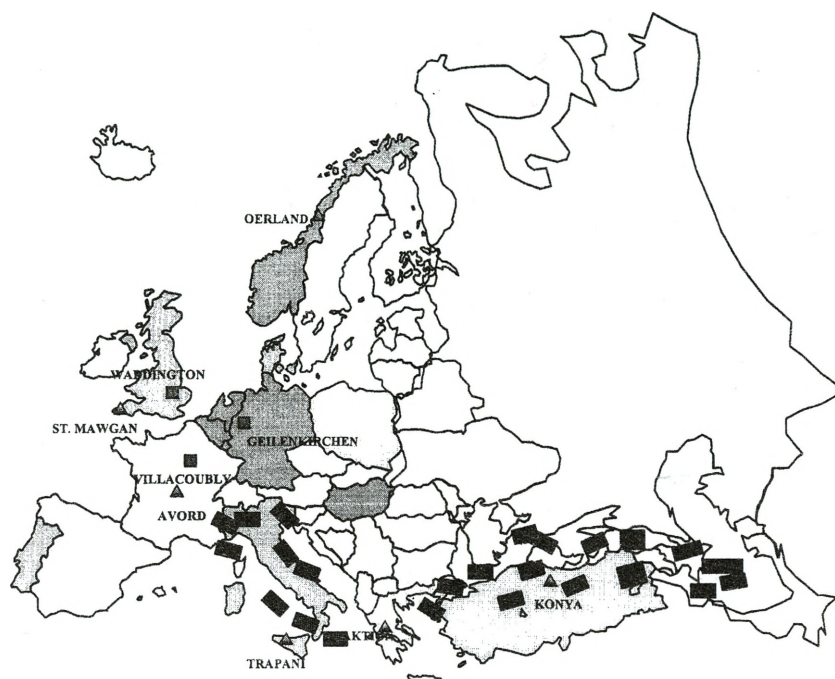 OERLAND
WADDINGTON
ST. MAWGAN
GEILENKIRCHEN
VILLACOUBLY
AVORD
KONYA
TRAPANI